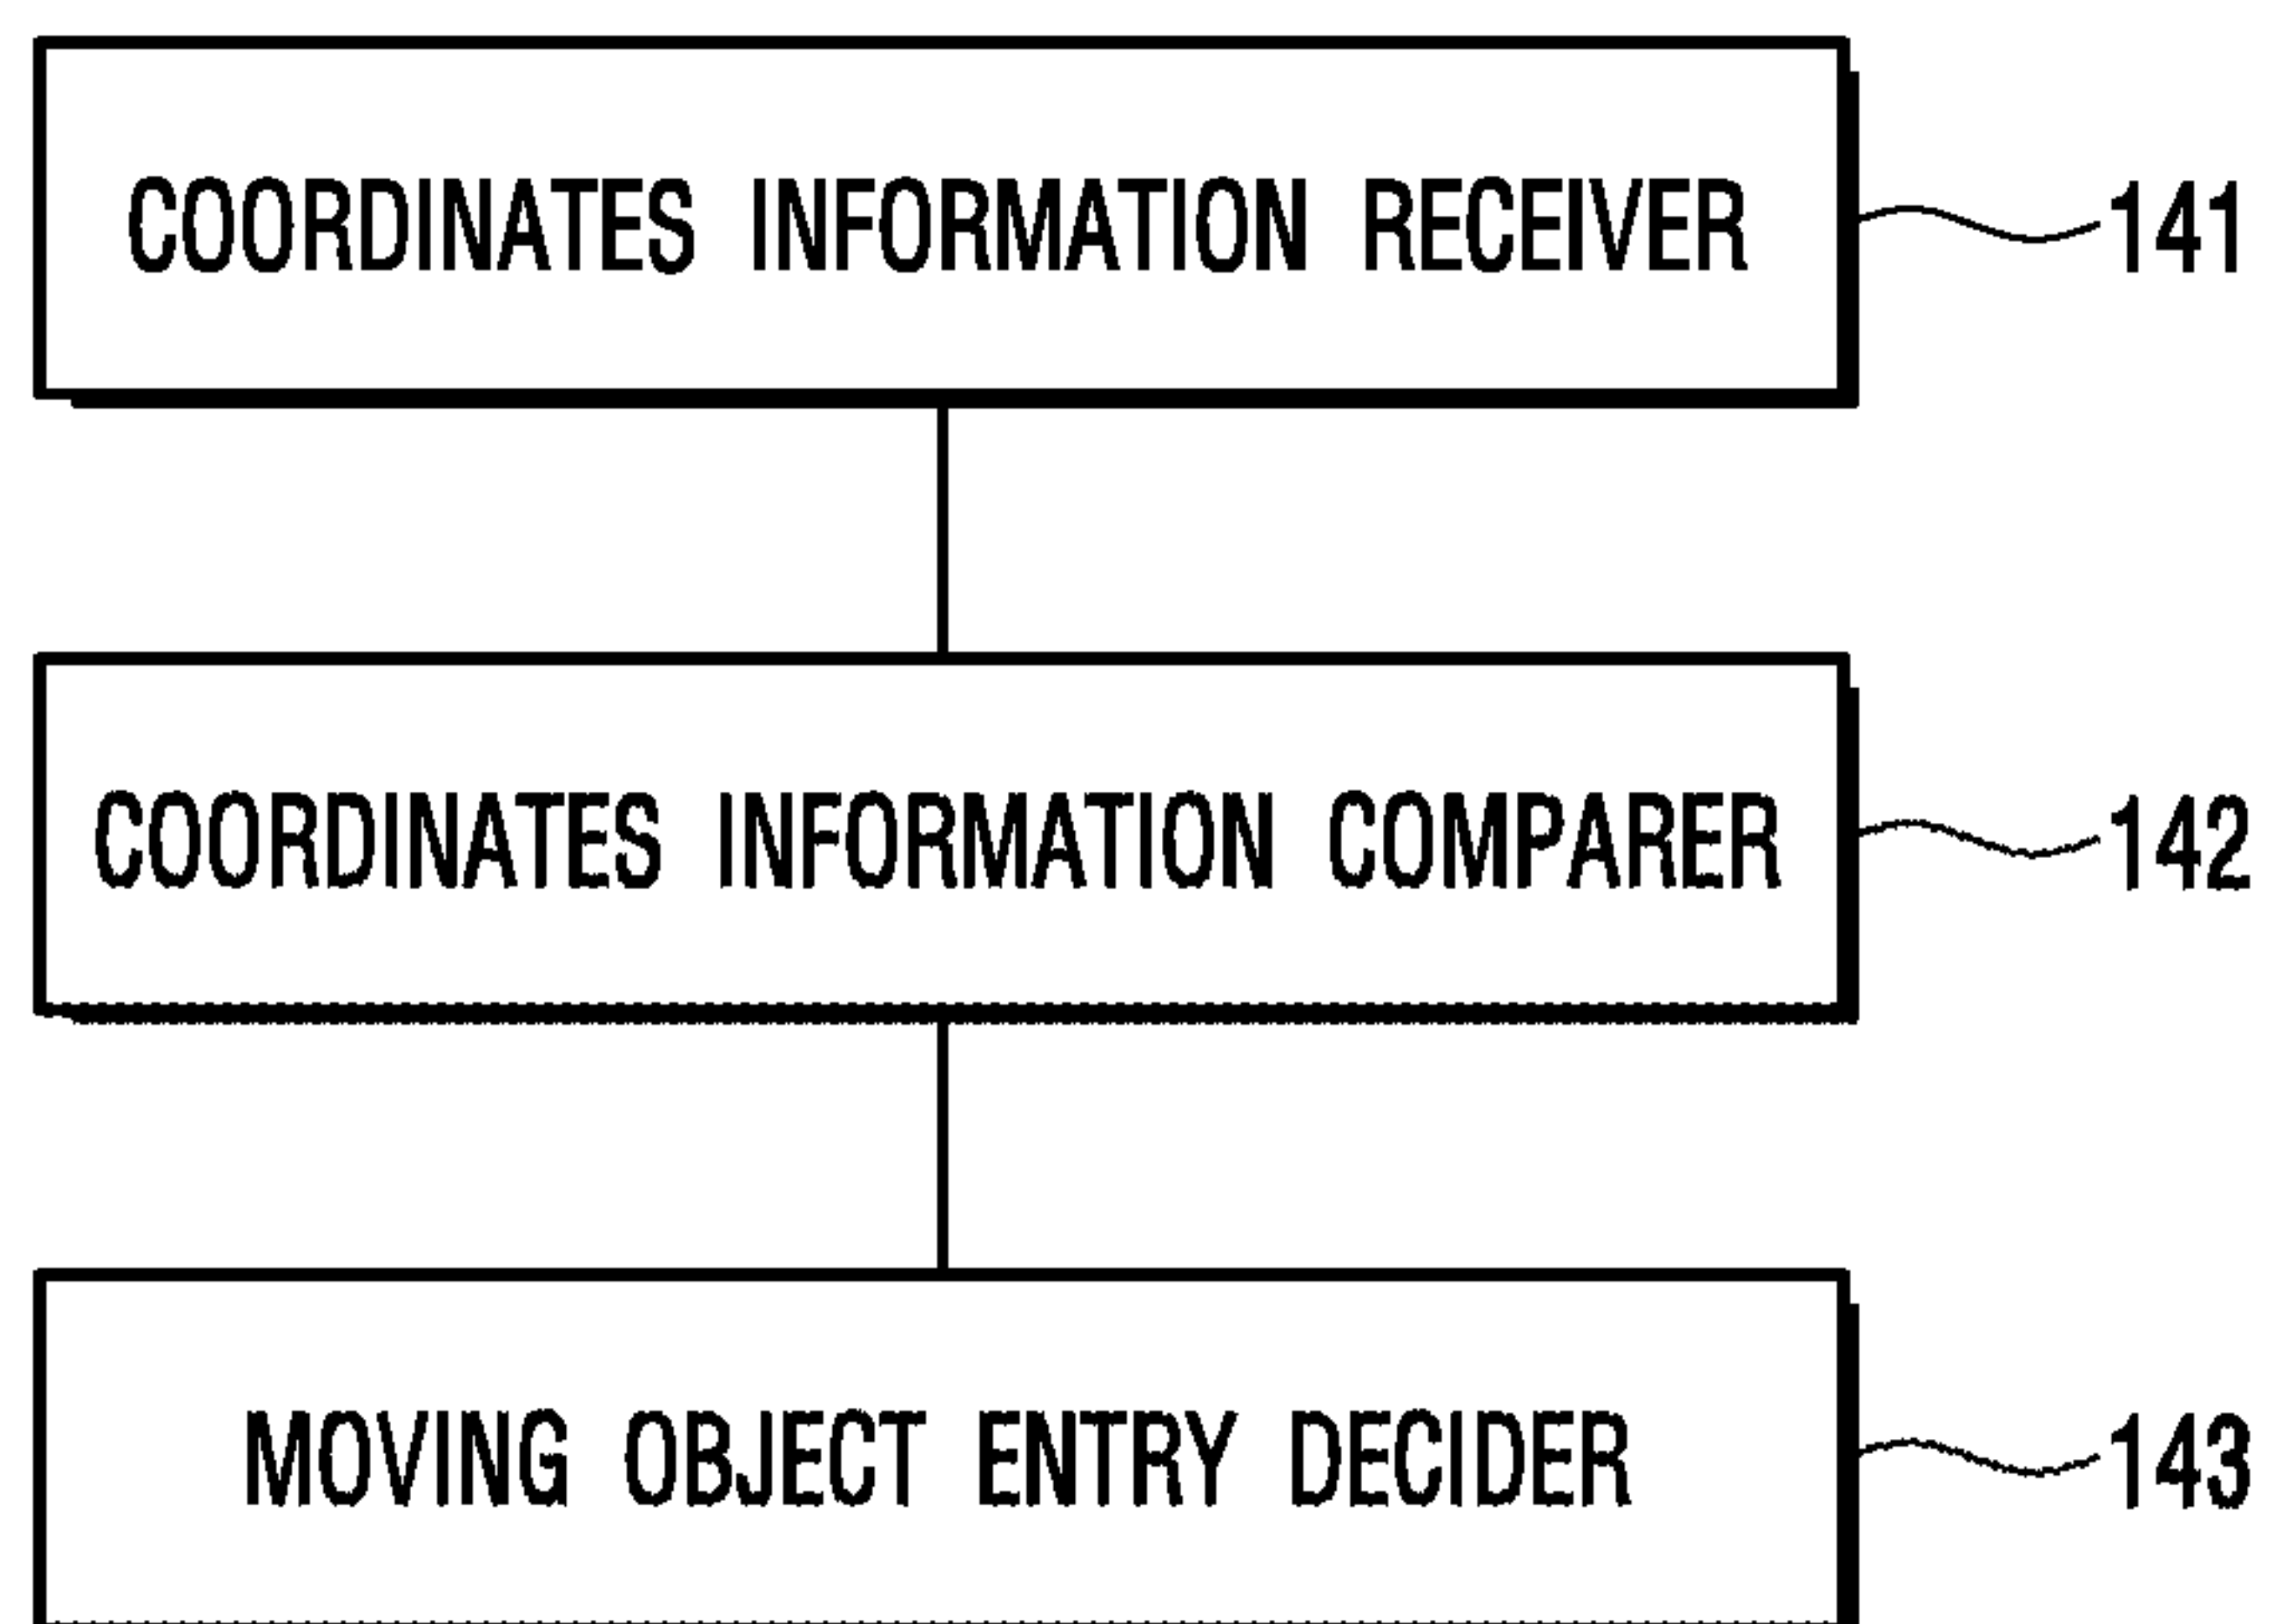 COORDINATES INFORMATION RECEIVER 141
COORDINATES INFORMATION COMPARER 142
MOVING OBJECT ENTRY DECIDER 143